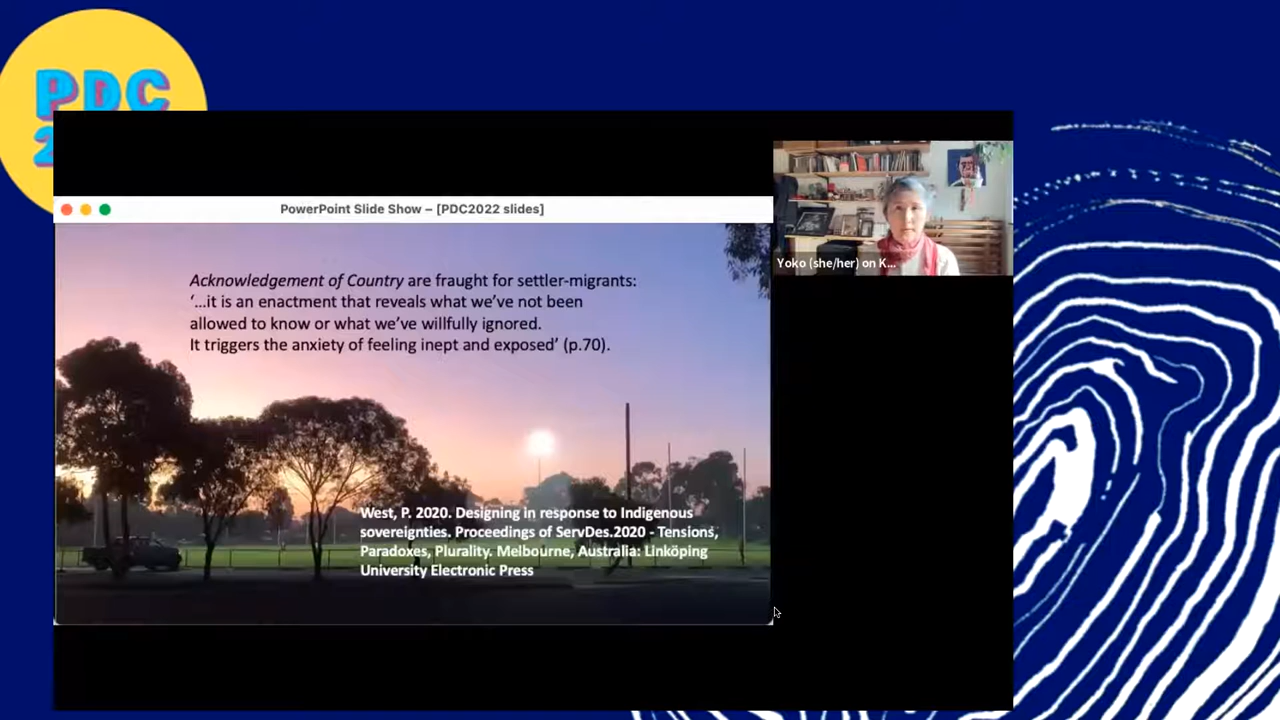 PDC
2
PowerPoint Slide Show – [PDC2022 slides]
Acknowledgement of Country are fraught for settler-migrants:
‘...it is an enactment that reveals what we’ve not been
allowed to know or what we’ve willfully ignored.
It triggers the anxiety of feeling inept and exposed’ (p.70).
West, P. 2020. Designing in response to Indigenous
sovereignties. Proceedings of ServDes.2020 - Tensions,
Paradoxes, Plurality. Melbourne, Australia: Linköping
University Electronic Press
Yoko (she/her) on K...